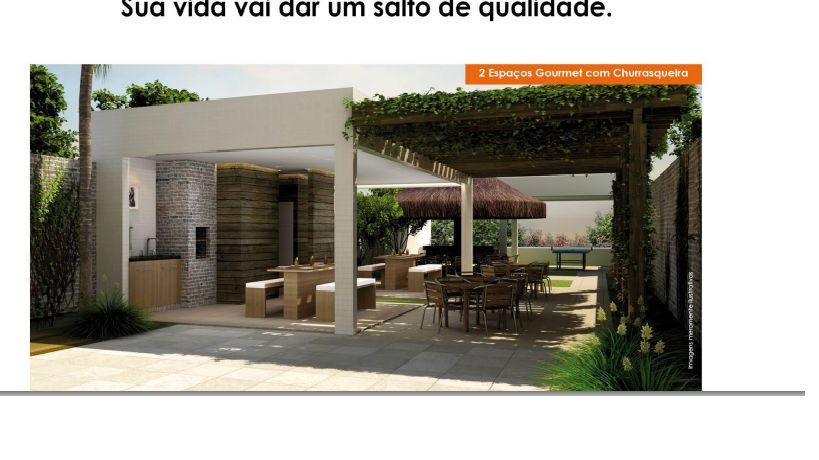 Sua vida vai dar um salto de qualidade.
2 Espaços Gourmet com Churrasqueira
Imagens meramente ilustrativas